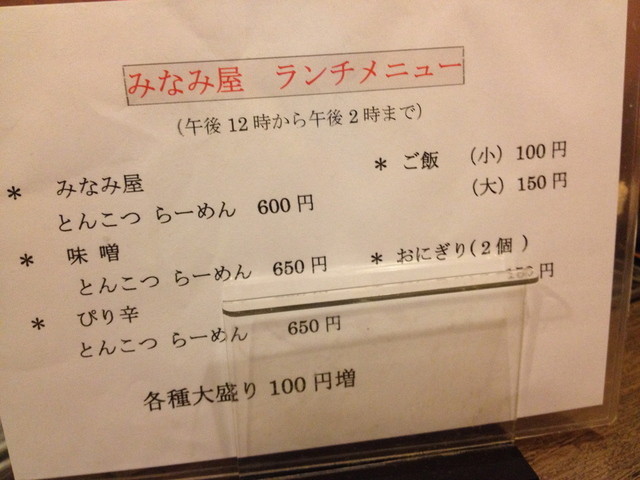 みなみ屋 ランチメニュー
(午後12時から午後2時まで)
* みなみ屋
とんこつ らーめん 600円
* 味噌
とんこつ らーめん 650円
* ぴり辛
とんこつ らーめん 650円
各種大盛り 100円増
* ご飯 (小) 100円
(大) 150円
* おにぎり(2個 )
円